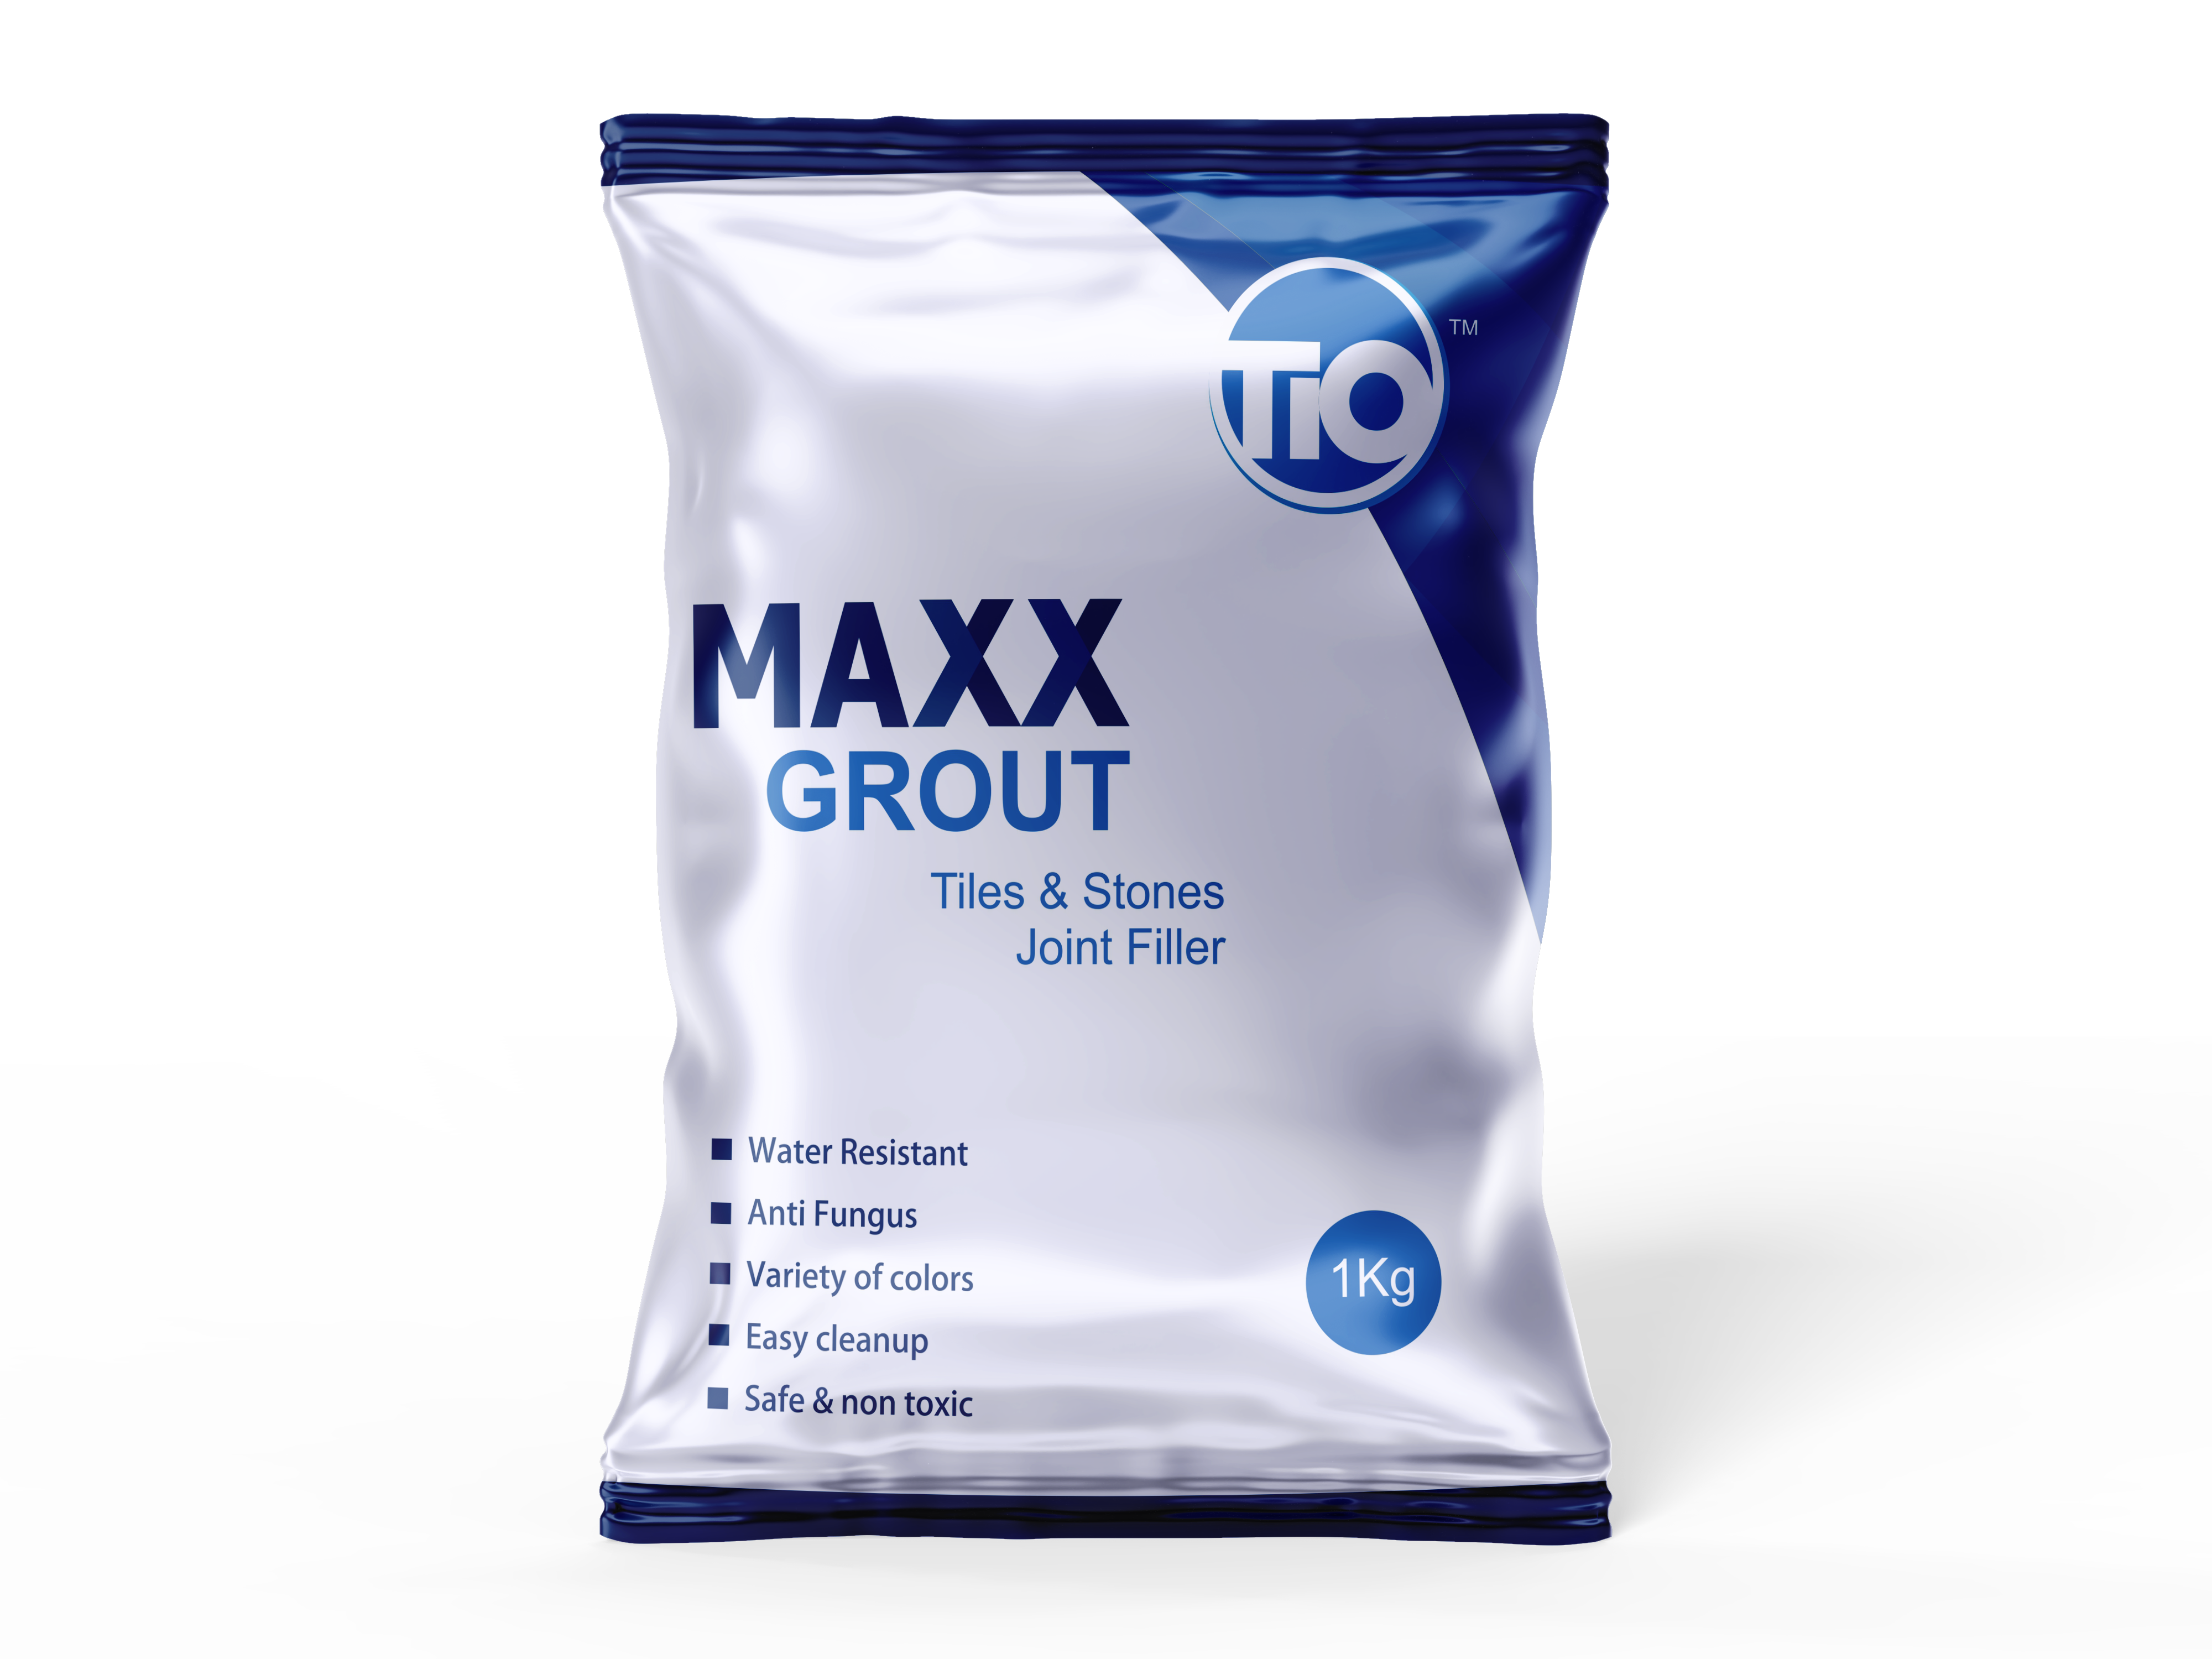 TiO
TM
MAXX
GROUT
Tiles & Stones
Joint Filler
Water Resistant
Anti Fungus
Variety of colors
Easy cleanup
Safe & non toxic
1Kg